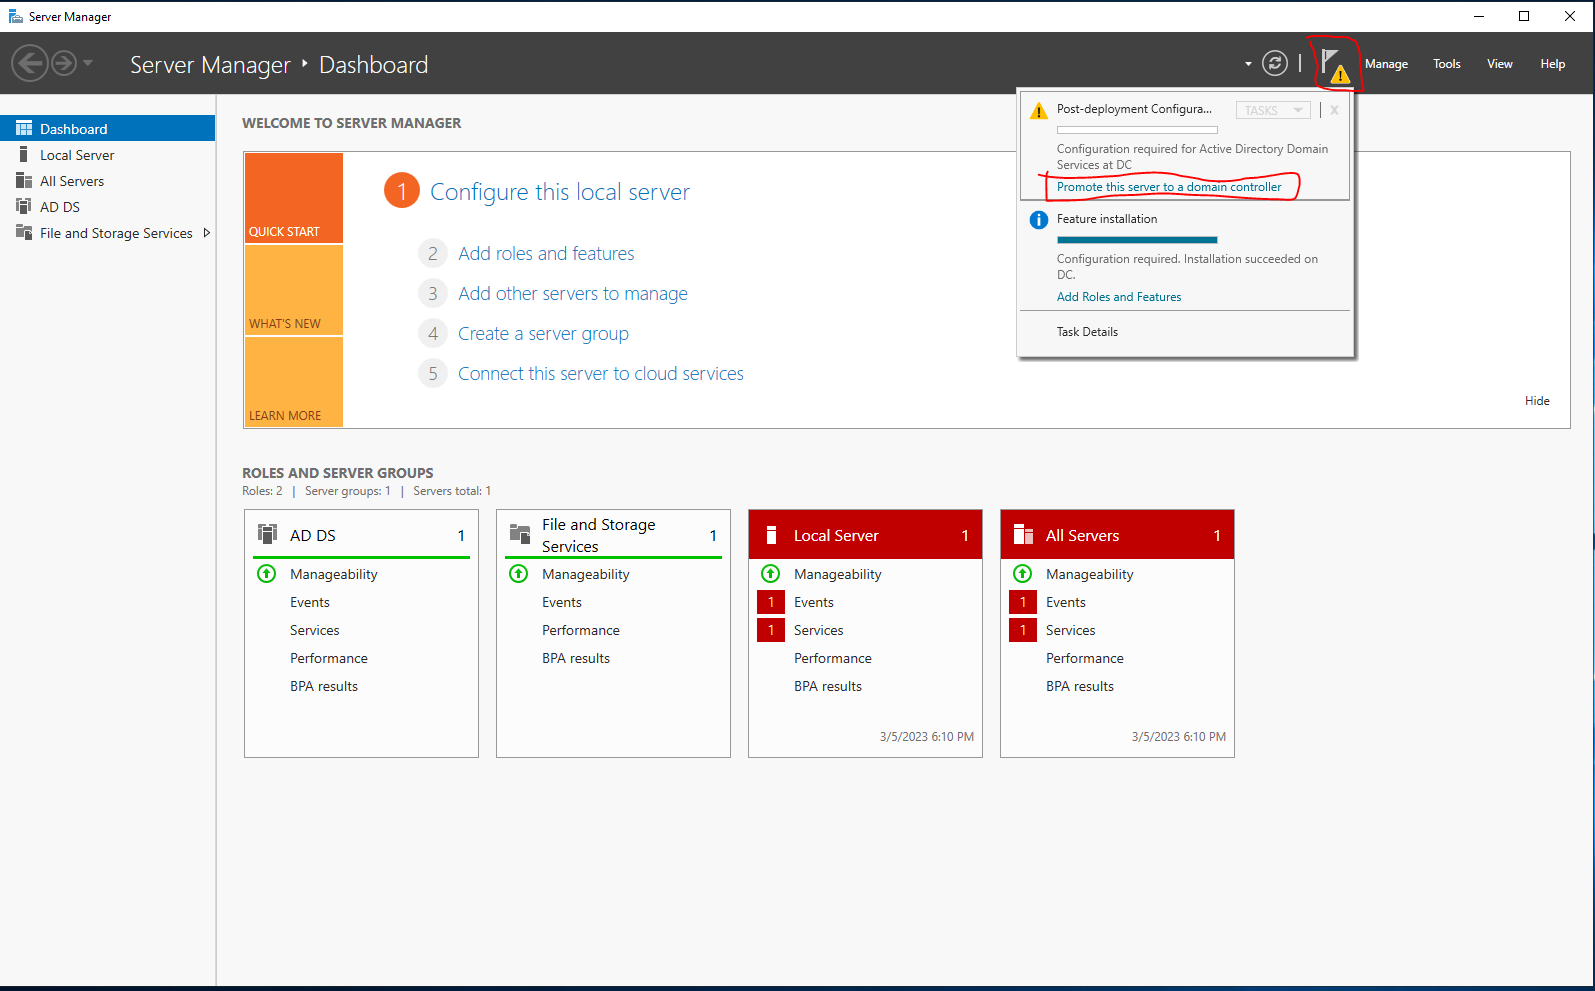 Server Manager
Server Manager ‣ Dashboard
Manage Tools View Help
Dashboard
Local Server
All Servers
AD DS
File and Storage Services
WELCOME TO SERVER MANAGER
QUICK START
WHAT'S NEW
LEARN MORE
1 Configure this local server
2 Add roles and features
3 Add other servers to manage
4 Create a server group
5 Connect this server to cloud services
Hide
Post-deployment Configura... TASKS X
Configuration required for Active Directory Domain
Services at DC
Promote this server to a domain controller
Feature installation
Configuration required. Installation succeeded on
DC.
Add Roles and Features
Task Details
ROLES AND SERVER GROUPS
Roles: 2 | Server groups: 1 | Servers total: 1
AD DS 1
Manageability
Events
Services
Performance
BPA results
File and Storage
Services 1
Manageability
Events
Performance
BPA results
Local Server 1
Manageability
1 Events
1 Services
Performance
BPA results
3/5/2023 6:10 PM
All Servers 1
Manageability
1 Events
1 Services
Performance
BPA results
3/5/2023 6:10 PM